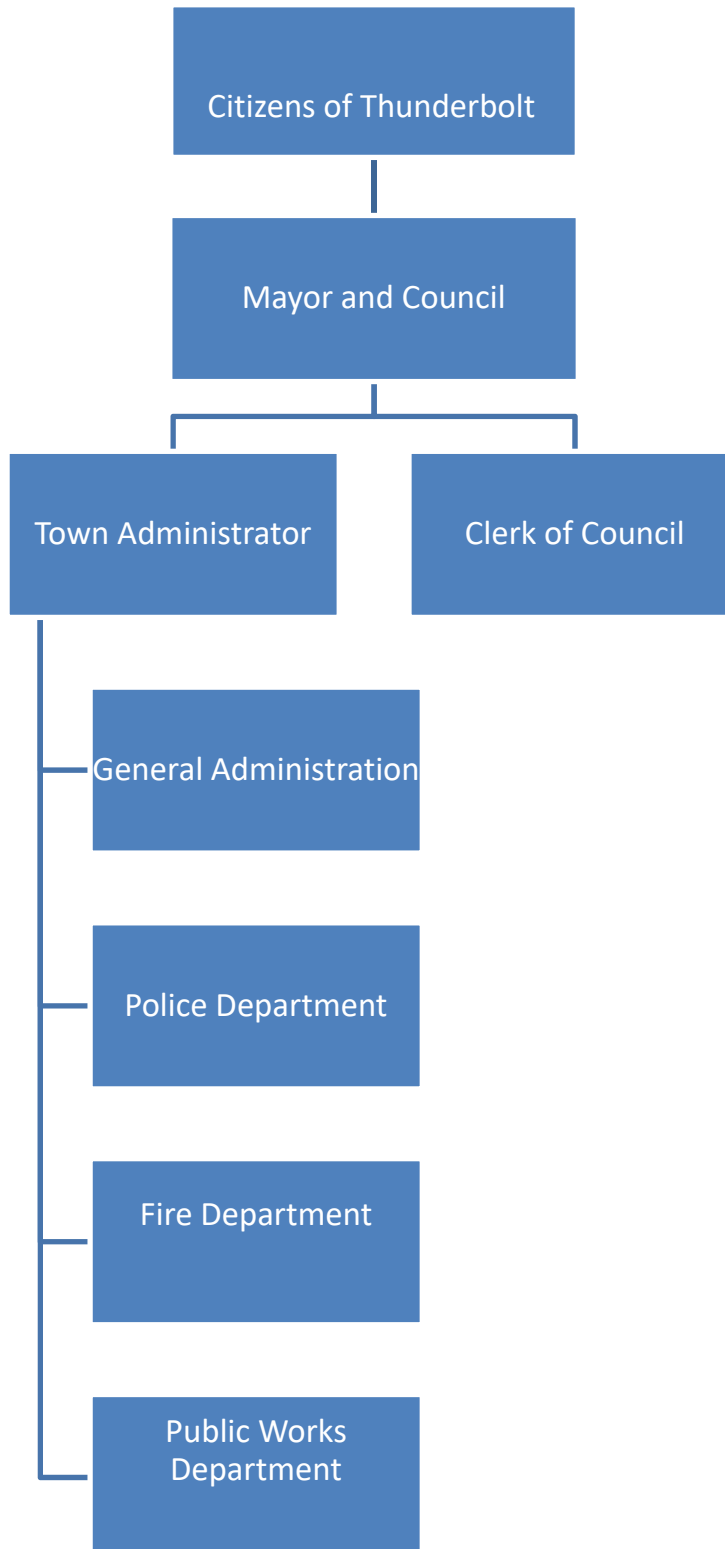 Citizens of Thunderbolt
Mayor and Council
Town Administrator
Clerk of Council
General Administration
Police Department
Fire Department
Public Works
Department